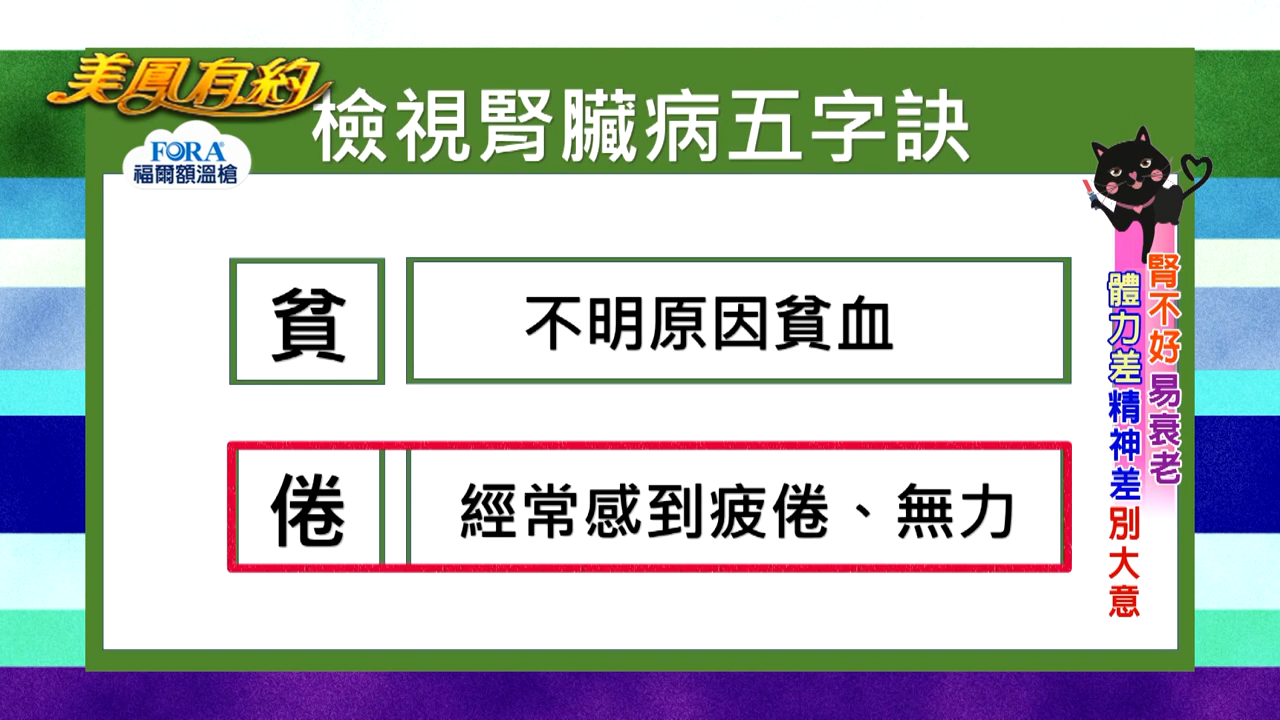 美鳳有約
檢視腎臟病五字訣
FORA
福爾額溫槍
貧
不明原因貧血
倦
經常感到疲倦、無力
腎不好 易衰老
體力差 精神差 別大意